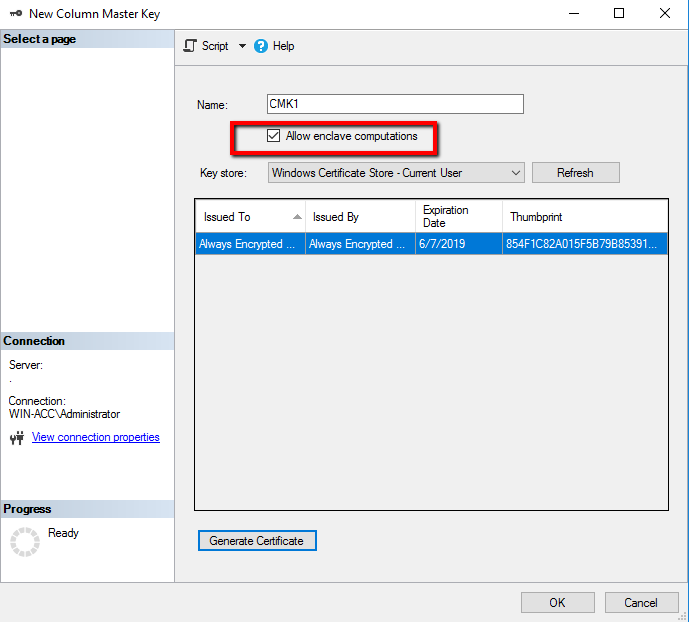 New Column Master Key
Select a page
Script
Help
Name:
CMK1
Allow enclave computations
Key store:
Windows Certificate Store - Current User
Refresh
Issued To
Issued By
Expiration
Date
Thumbprint
Always Encrypted ...
Always Encrypted ...
6/7/2019
854F1C82A015F5B79B85391...
Connection
Server:
.
Connection:
WIN-ACC\Administrator
View connection properties
Progress
Ready
Generate Certificate
OK
Cancel